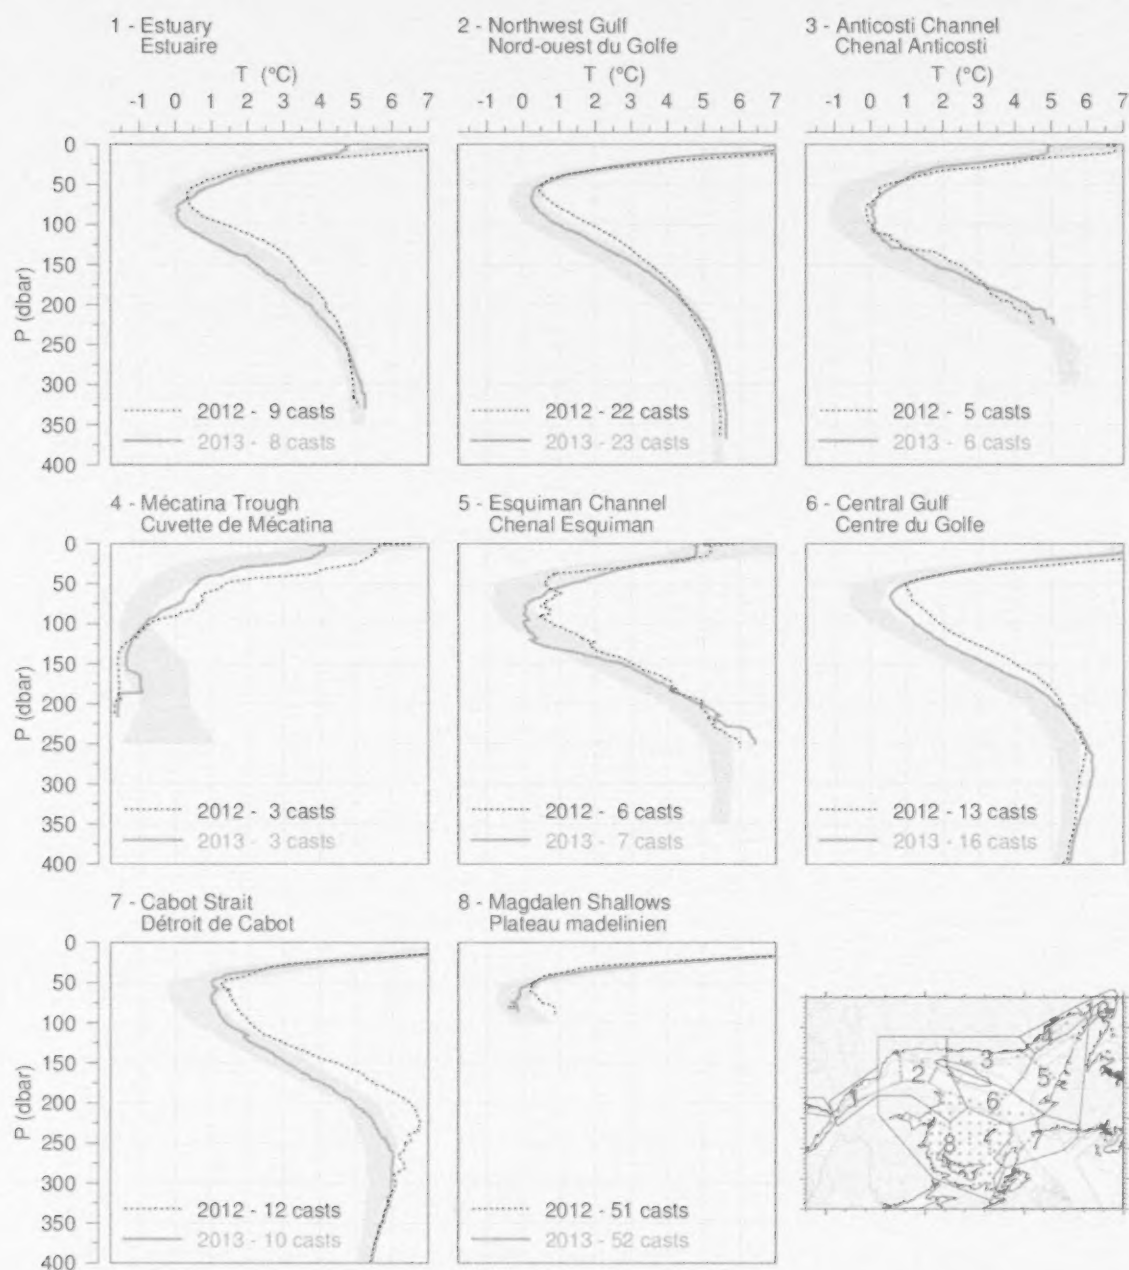 1 - Estuary
Estuaire
2 - Northwest Gulf
Nord-ouest du Golfe
3 - Anticosti Channel
Chenal Anticosti
T (°C)
T (°C)
T (°C)
-1 0 1 2 3 4 5 6 7
-1 0 1 2 3 4 5 6 7
-1 0 1 2 3 4 5 6 7
0
50
100
150
200
250
300
350
400
P (dbar)
2012 - 9 casts
2013 - 8 casts
2012 - 22 casts
2013 - 23 casts
2012 - 5 casts
2013 - 6 casts
4 - Mécatina Trough
Cuvette de Mécatina
5 - Esquiman Channel
Chenal Esquiman
6 - Central Gulf
Centre du Golfe
0
50
100
150
200
250
300
350
400
P (dbar)
2012 - 3 casts
2013 - 3 casts
2012 - 6 casts
2013 - 7 casts
2012 - 13 casts
2013 - 16 casts
7 - Cabot Strait
Détroit de Cabot
8 - Magdalen Shallows
Plateau madelinien
0
50
100
150
200
250
300
350
400
P (dbar)
2012 - 12 casts
2013 - 10 casts
2012 - 51 casts
2013 - 52 casts
4
2
3
5
6
7
8